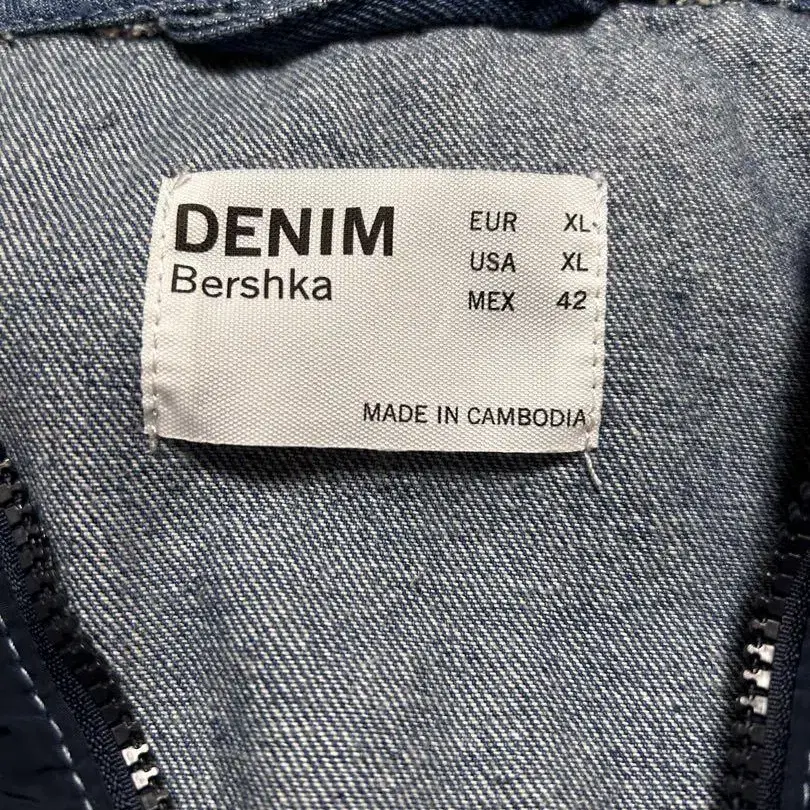 DENIM
Bershka
EUR XL
USA XL
MEX 42
MADE IN CAMBODIA